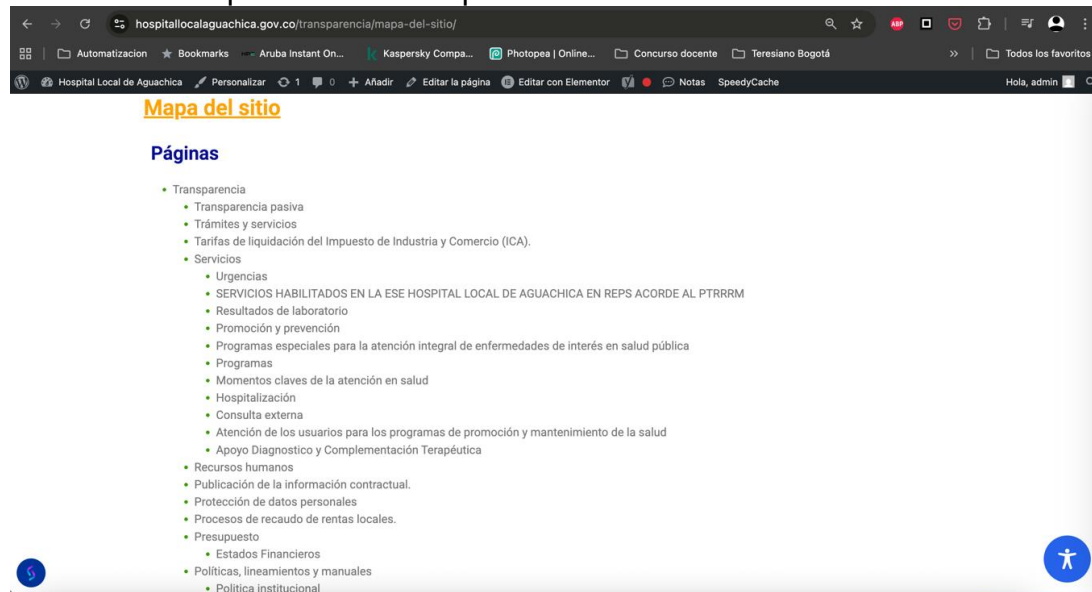 hospitallocalaguachica.gov.co/transparencia/mapa-del-sitio/
Automatizacion Bookmarks Aruba Instant On... Kaspersky Compa... Photopea | Online... Concurso docente Teresiano Bogotá >> Todos los favoritos
Hospital Local de Aguachica Personalizar 1 0 + Añadir Editar la página Editar con Elementor Notas SpeedyCache Hola, admin
Mapa del sitio
Páginas
Transparencia
Transparencia pasiva
Trámites y servicios
Tarifas de liquidación del Impuesto de Industria y Comercio (ICA).
Servicios
Urgencias
SERVICIOS HABILITADOS EN LA ESE HOSPITAL LOCAL DE AGUACHICA EN REPS ACORDE AL PTRRRM
Resultados de laboratorio
Promoción y prevención
Programas especiales para la atención integral de enfermedades de interés en salud pública
Programas
Momentos claves de la atención en salud
Hospitalización
Consulta externa
Atención de los usuarios para los programas de promoción y mantenimiento de la salud
Apoyo Diagnostico y Complementación Terapéutica
Recursos humanos
Publicación de la información contractual.
Protección de datos personales
Procesos de recaudo de rentas locales.
Presupuesto
Estados Financieros
Políticas, lineamientos y manuales
Politica institucional